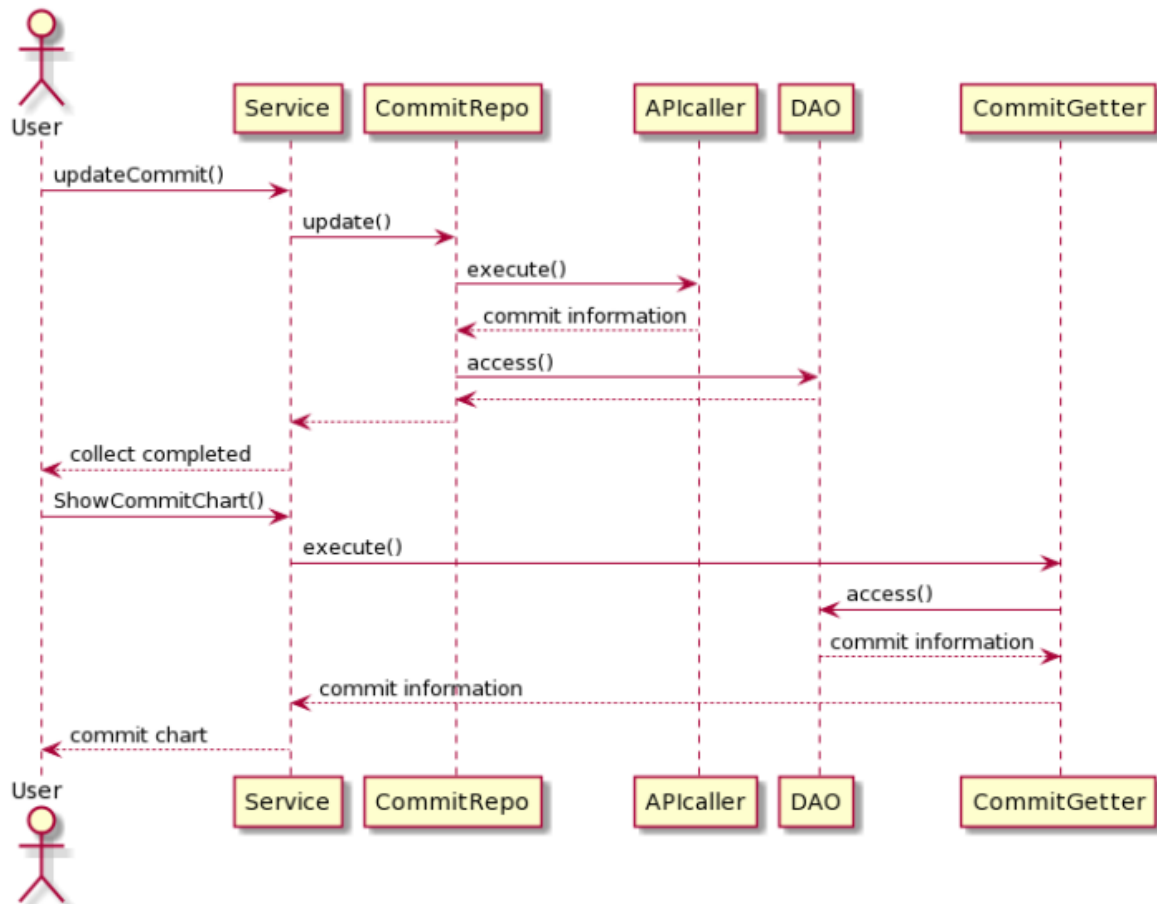 User
Service
CommitRepo
APIcaller
DAO
CommitGetter
updateCommit()
update()
execute()
commit information
access()
collect completed
ShowCommitChart()
execute()
access()
commit information
commit information
commit chart
User
Service
CommitRepo
APIcaller
DAO
CommitGetter